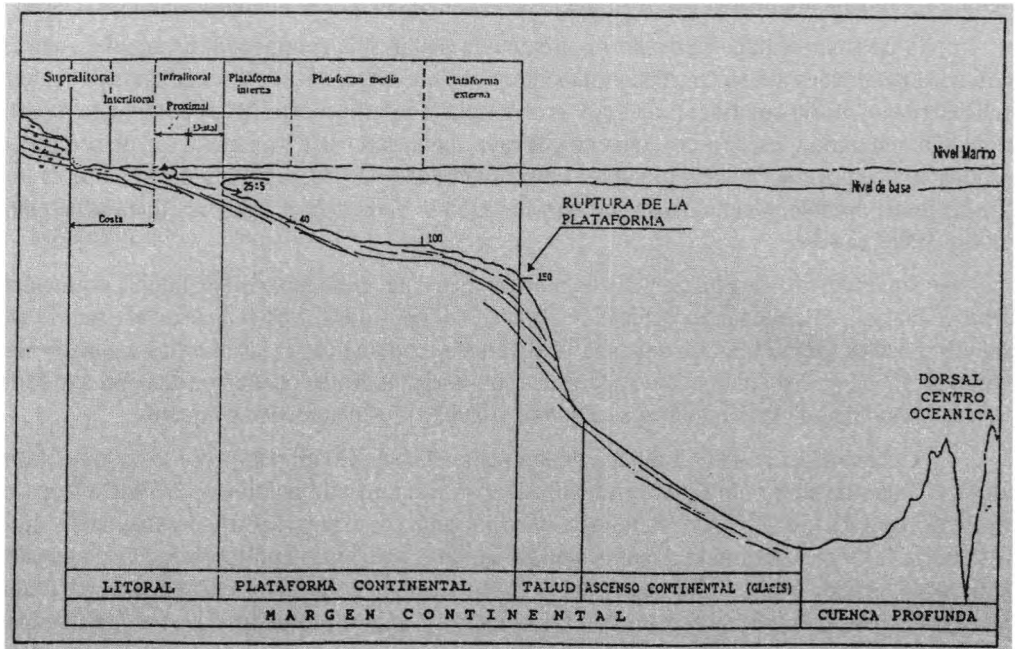 Supralitoral
Interlitoral
Infralitoral
Proximal
Distal
Plataforma
interna
Plataforma media
Plataforma
externa
Nivel Marino
Nivel de base
25±5
Costa
40
100
RUPTURA DE LA
PLATAFORMA
150
DORSAL
CENTRO
OCEANICA
LITORAL
PLATAFORMA CONTINENTAL
TALUD
ASCENSO CONTINENTAL (GLACIS)
MARGEN CONTINENTAL
CUENCA PROFUNDA